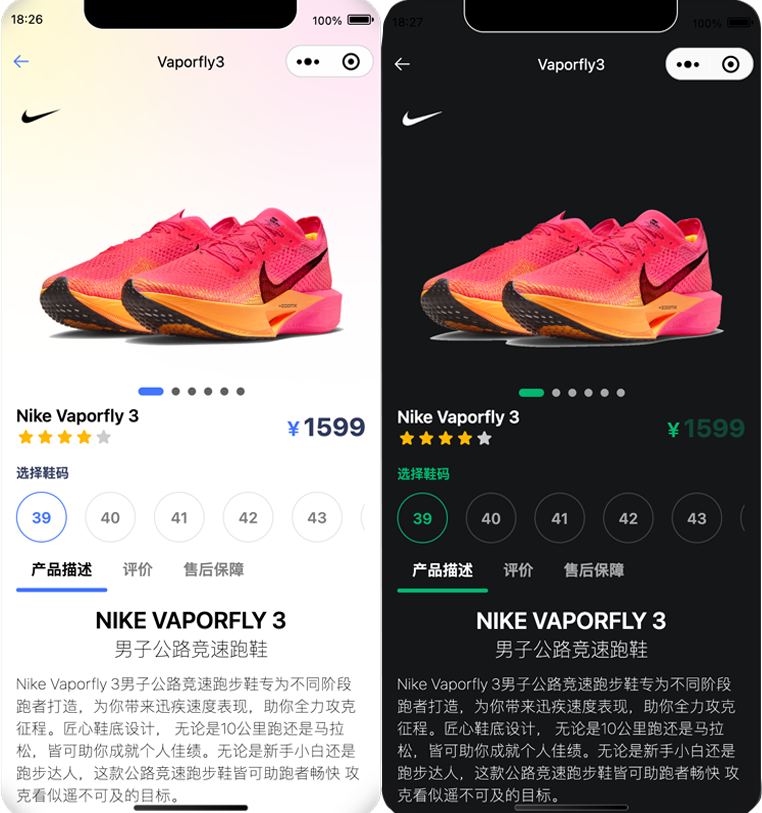 18:26
100%
Vaporfly3
Nike Vaporfly 3
¥1599
选择鞋码
39 40 41 42 43
产品描述 评价 售后保障
NIKE VAPORFLY 3
男子公路竞速跑鞋
Nike Vaporfly 3男子公路竞速跑步鞋专为不同阶段
跑者打造，为你带来迅疾速度表现，助你全力攻克
征程。匠心鞋底设计， 无论是10公里跑还是马拉
松，皆可助你成就个人佳绩。无论是新手小白还是
跑步达人，这款公路竞速跑步鞋皆可助跑者畅快 攻
克看似遥不可及的目标。
18:27
100%
Vaporfly3
Nike Vaporfly 3
¥1599
选择鞋码
39 40 41 42 43
产品描述 评价 售后保障
NIKE VAPORFLY 3
男子公路竞速跑鞋
Nike Vaporfly 3男子公路竞速跑步鞋专为不同阶段
跑者打造，为你带来迅疾速度表现，助你全力攻克
征程。匠心鞋底设计， 无论是10公里跑还是马拉
松，皆可助你成就个人佳绩。无论是新手小白还是
跑步达人，这款公路竞速跑步鞋皆可助跑者畅快 攻
克看似遥不可及的目标。